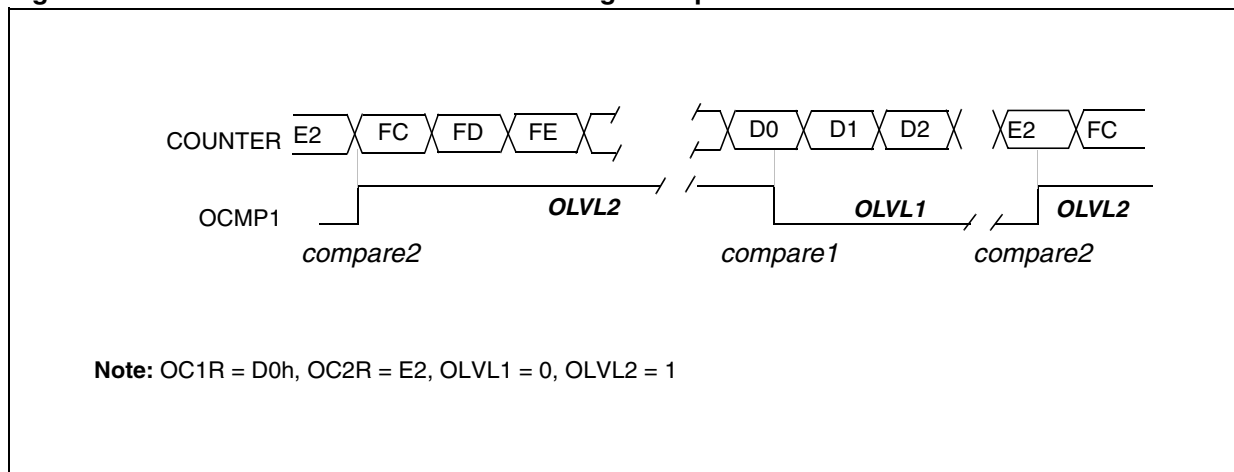 COUNTER E2 FC FD FE D0 D1 D2 E2 FC
OCMP1 OLVL2 OLVL1 OLVL2
compare2 compare1 compare2
Note: OC1R = D0h, OC2R = E2, OLVL1 = 0, OLVL2 = 1